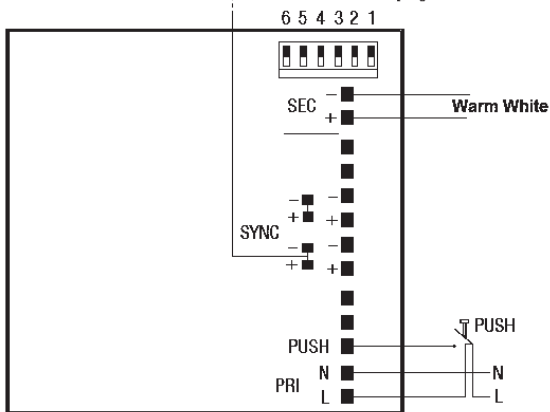 6 5 4 3 2 1
SEC
−
+
Warm White
− −
+ +
SYNC
− −
+ +
PUSH
PUSH
PRI
N
N
L
L